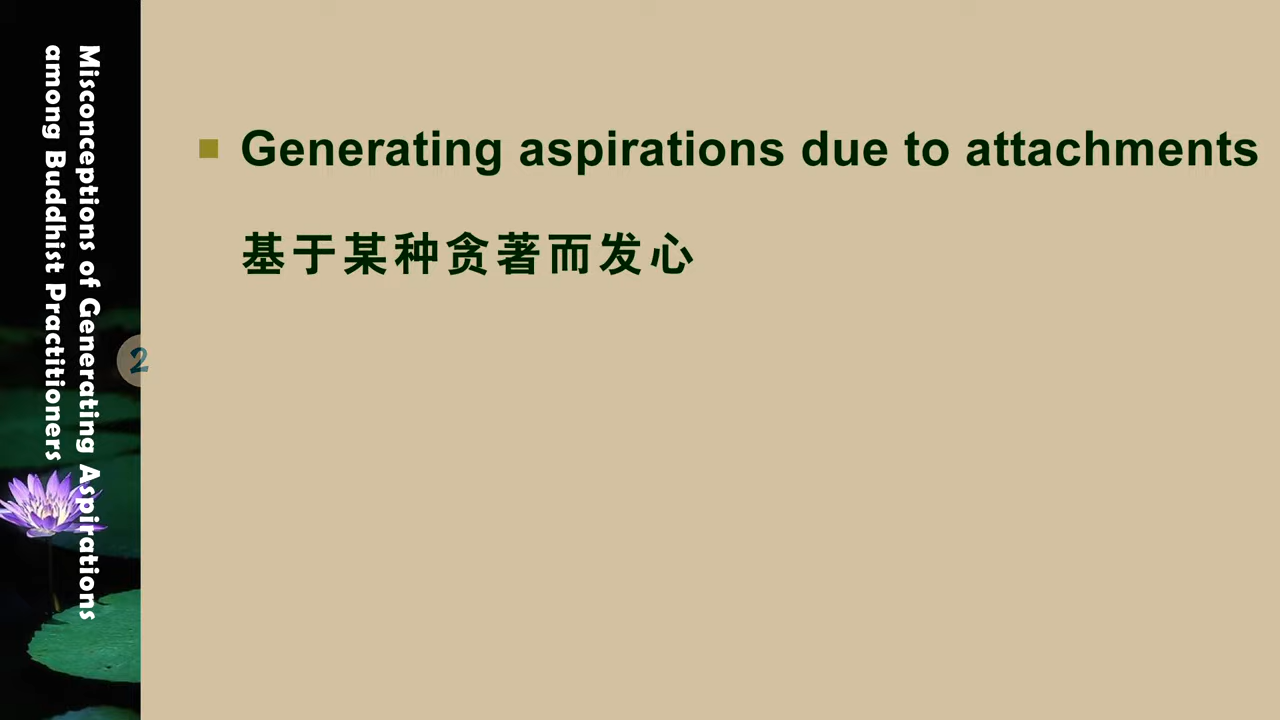 Misconceptions of Generating Aspirations
among Buddhist Practitioners
2
Generating aspirations due to attachments
基于某种贪著而发心